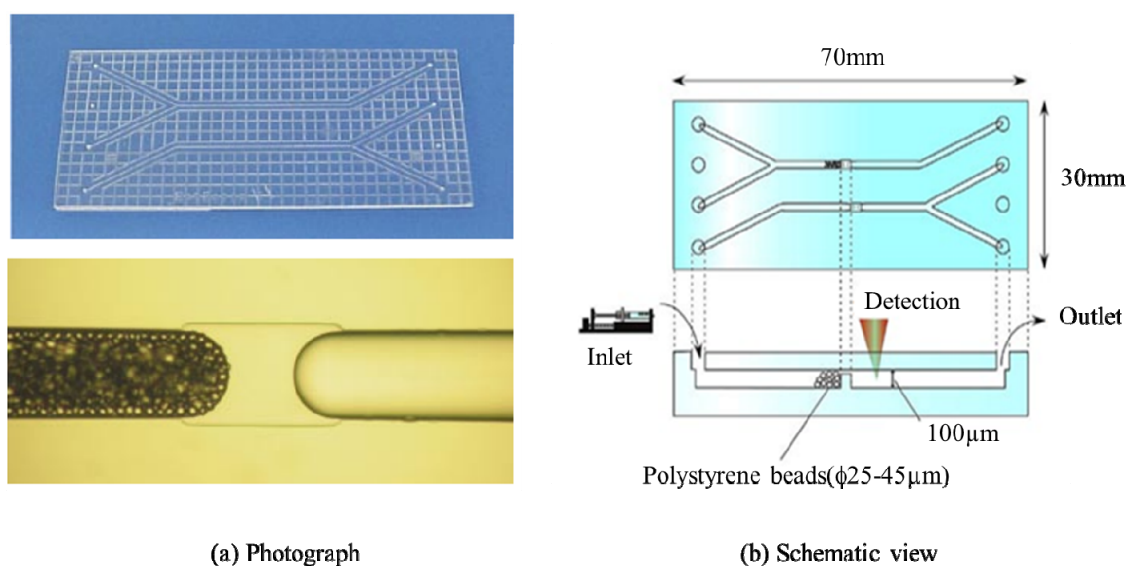 70mm
30mm
Detection
Inlet
Outlet
100µm
Polystyrene beads(ϕ25-45µm)
(a) Photograph
(b) Schematic view